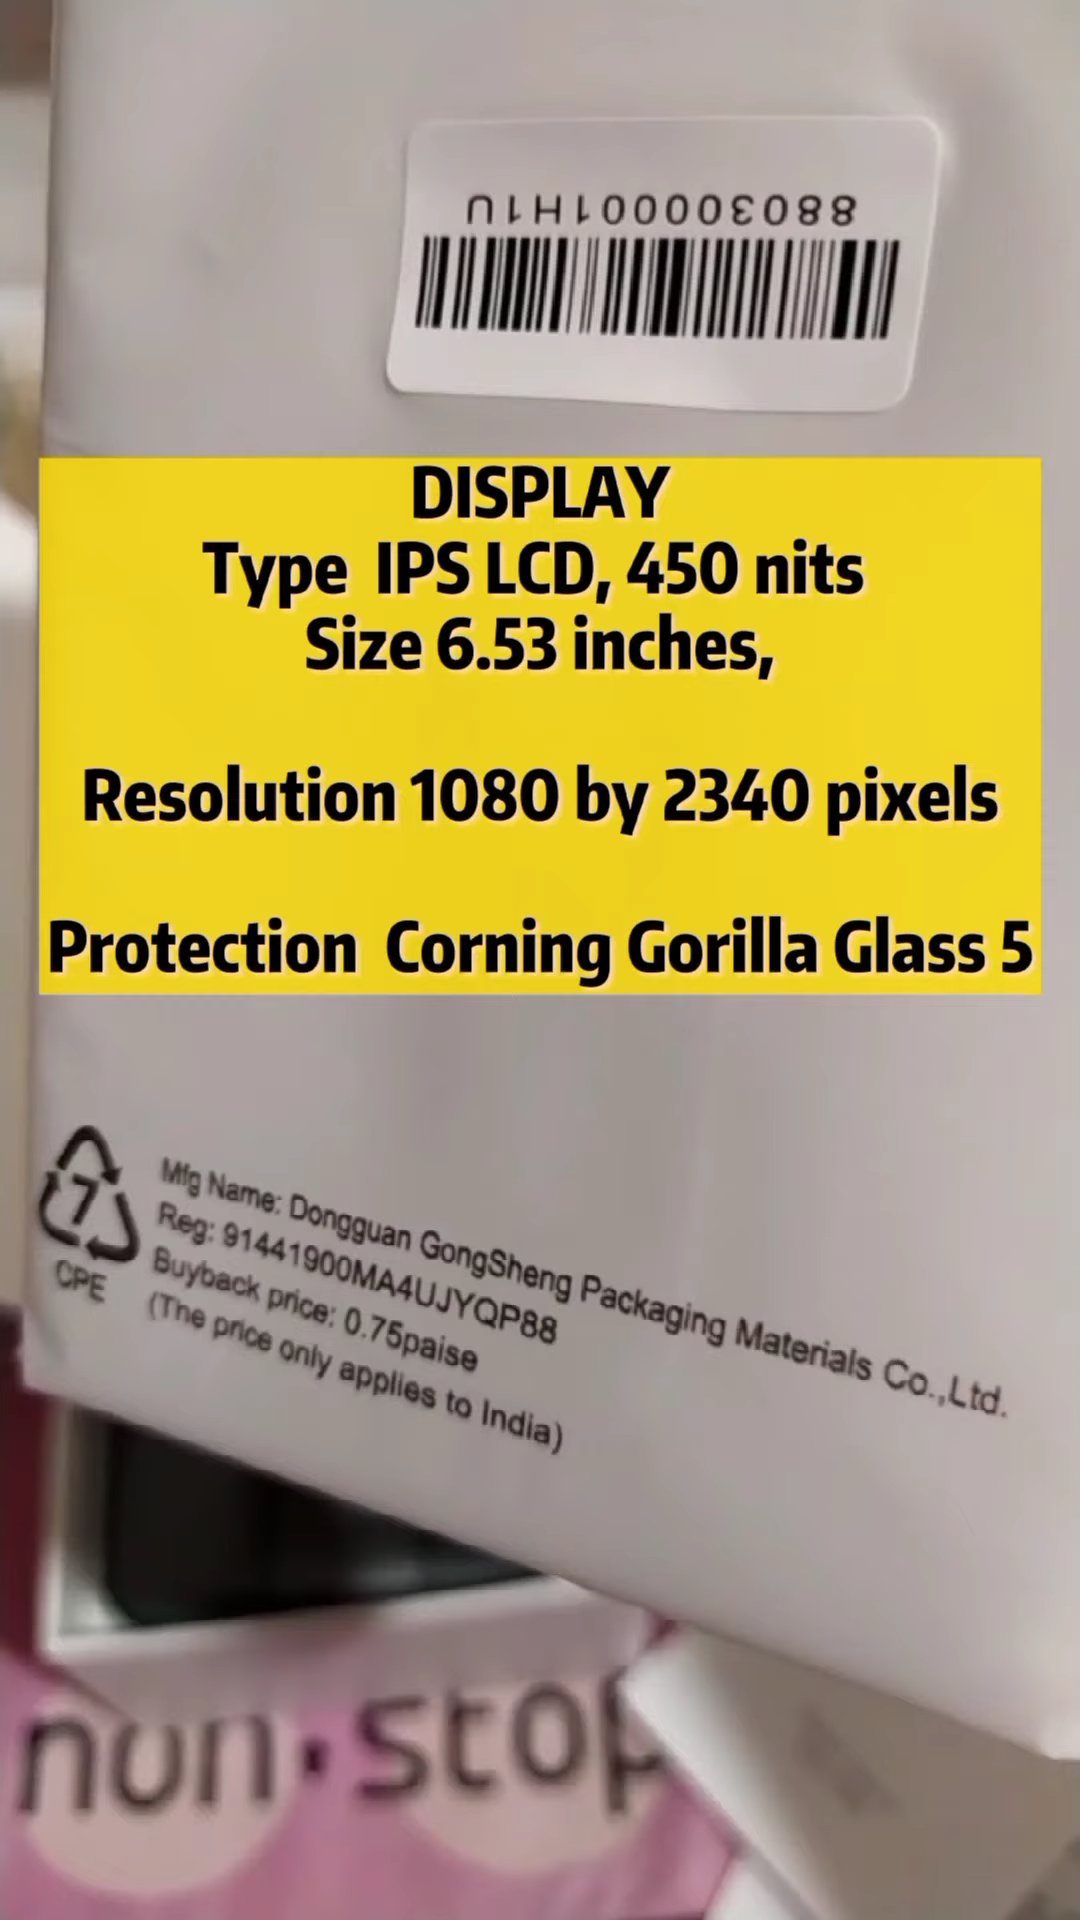 880300001H1U
DISPLAY
Type IPS LCD, 450 nits
Size 6.53 inches,
Resolution 1080 by 2340 pixels
Protection Corning Gorilla Glass 5
7
CPE
Mfg Name: Dongguan GongSheng Packaging Materials Co.,Ltd.
Reg: 91441900MA4UJYQP88
Buyback price: 0.75paise
(The price only applies to India)
nun·stop